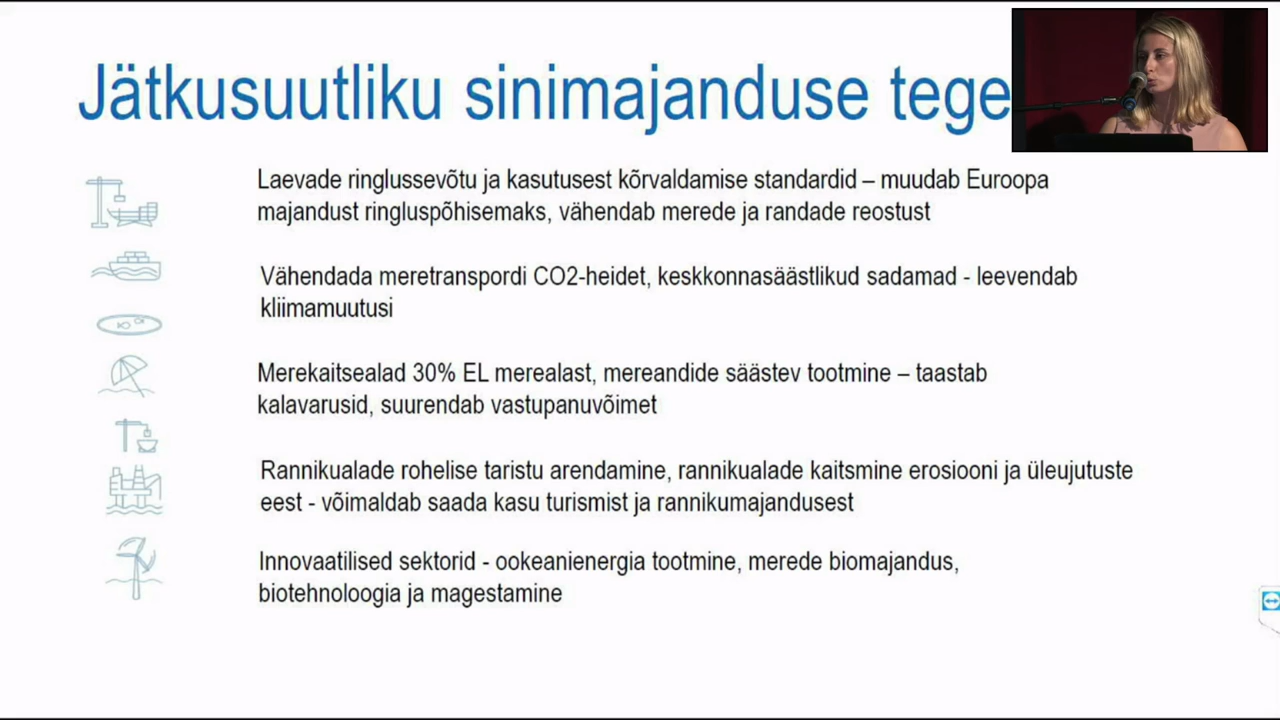 Jätkusuutliku sinimajanduse
Laevade ringlussevõtu ja kasutusest kõrvaldamise standardid – muudab Euroopa
majandust ringluspõhisemaks, vähendab merede ja randade reostust
Vähendada meretranspordi CO2-heidet, keskkonnasäästlikud sadamad - leevendab
kliimamuutusi
Merekaitsealad 30% EL merealast, mereandide säästev tootmine – taastab
kalavarusid, suurendab vastupanuvõimet
Rannikualade rohelise taristu arendamine, rannikualade kaitsmine erosiooni ja üleujutuste
eest - võimaldab saada kasu turismist ja rannikumajandusest
Innovaatilised sektorid - ookeanienergia tootmine, merede biomajandus,
biotehnoloogia ja magestamine